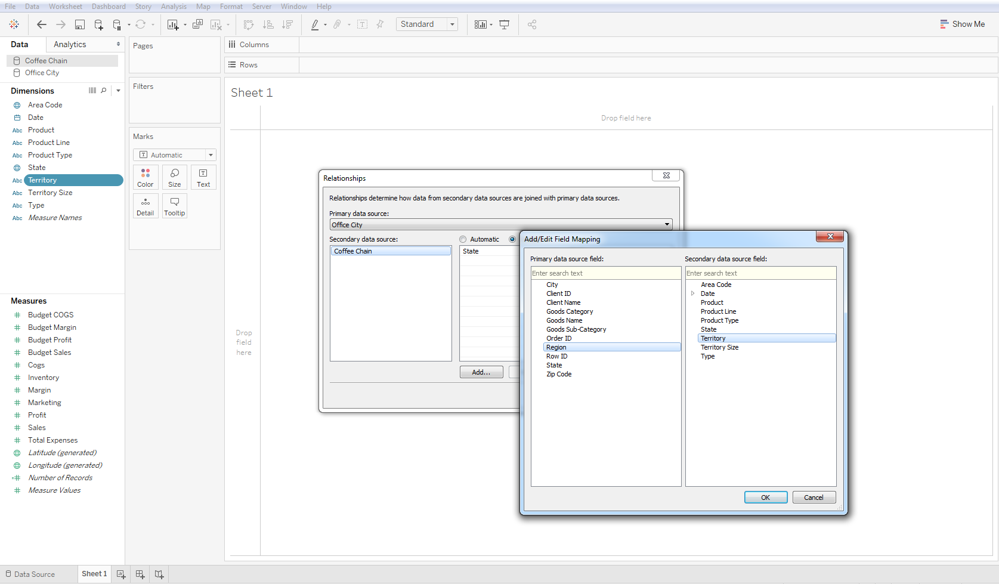 File Data Worksheet Dashboard Story Analysis Map Format Server Window Help
Standard
Show Me
Data Analytics
Coffee Chain
Office City
Dimensions
Area Code
Date
Abc Product
Abc Product Line
Abc Product Type
State
Abc Territory
Abc Territory Size
Abc Type
Abc Measure Names
Measures
Budget COGS
Budget Margin
Budget Profit
Budget Sales
Cogs
Inventory
Margin
Marketing
Profit
Sales
Total Expenses
Latitude (generated)
Longitude (generated)
Number of Records
Measure Values
Pages
Filters
Marks
Automatic
Color Size Text
Detail Tooltip
Columns
Rows
Sheet 1
Drop field here
Drop
field
here
Relationships
Relationships determine how data from secondary data sources are joined with primary data sources.
Primary data source:
Office City
Secondary data source:
Automatic
Coffee Chain
State
Add...
Add/Edit Field Mapping
Primary data source field:
Enter search text
City
Client ID
Client Name
Goods Category
Goods Name
Goods Sub-Category
Order ID
Region
Row ID
State
Zip Code
Secondary data source field:
Enter search text
Area Code
Date
Product
Product Line
Product Type
State
Territory
Territory Size
Type
OK Cancel
Data Source Sheet 1